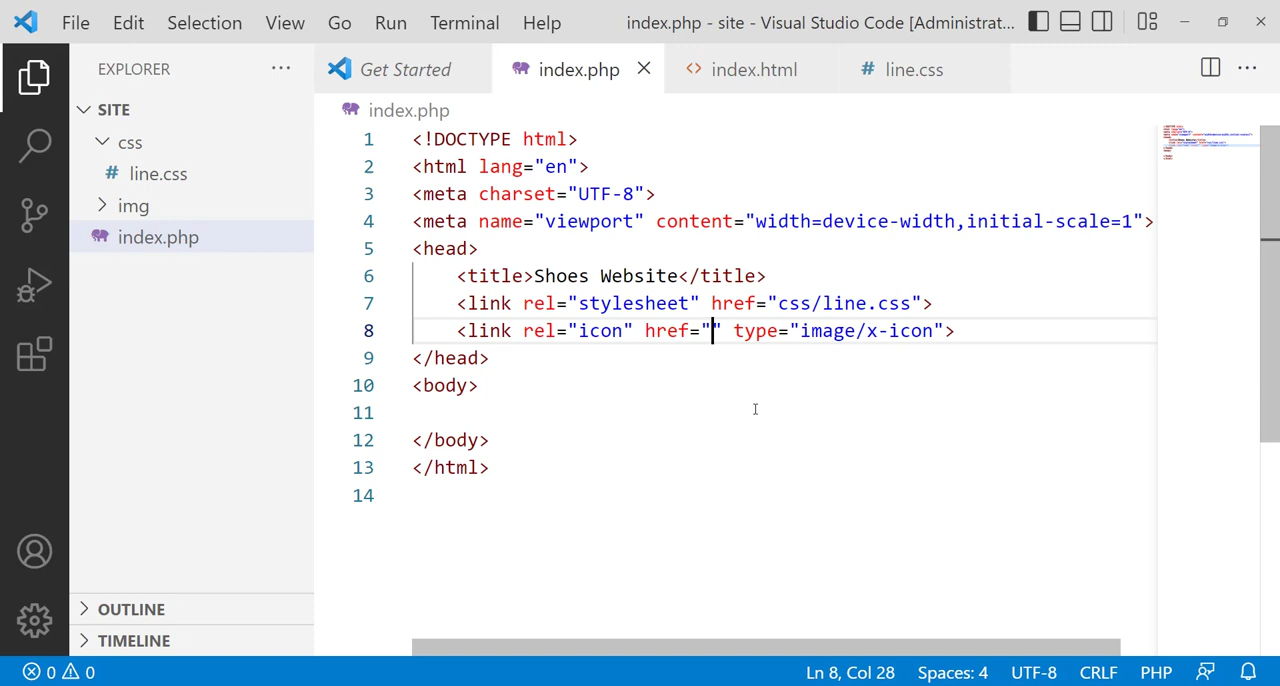 File Edit Selection View Go Run Terminal Help index.php - site - Visual Studio Code [Administrat...
EXPLORER
SITE
css
# line.css
img
index.php
OUTLINE
TIMELINE
Get Started index.php index.html # line.css
index.php
1 <!DOCTYPE html>
2 <html lang="en">
3 <meta charset="UTF-8">
4 <meta name="viewport" content="width=device-width,initial-scale=1">
5 <head>
6 <title>Shoes Website</title>
7 <link rel="stylesheet" href="css/line.css">
8 <link rel="icon" href="" type="image/x-icon">
9 </head>
10 <body>
11
12 </body>
13 </html>
14
0 0 Ln 8, Col 28 Spaces: 4 UTF-8 CRLF PHP